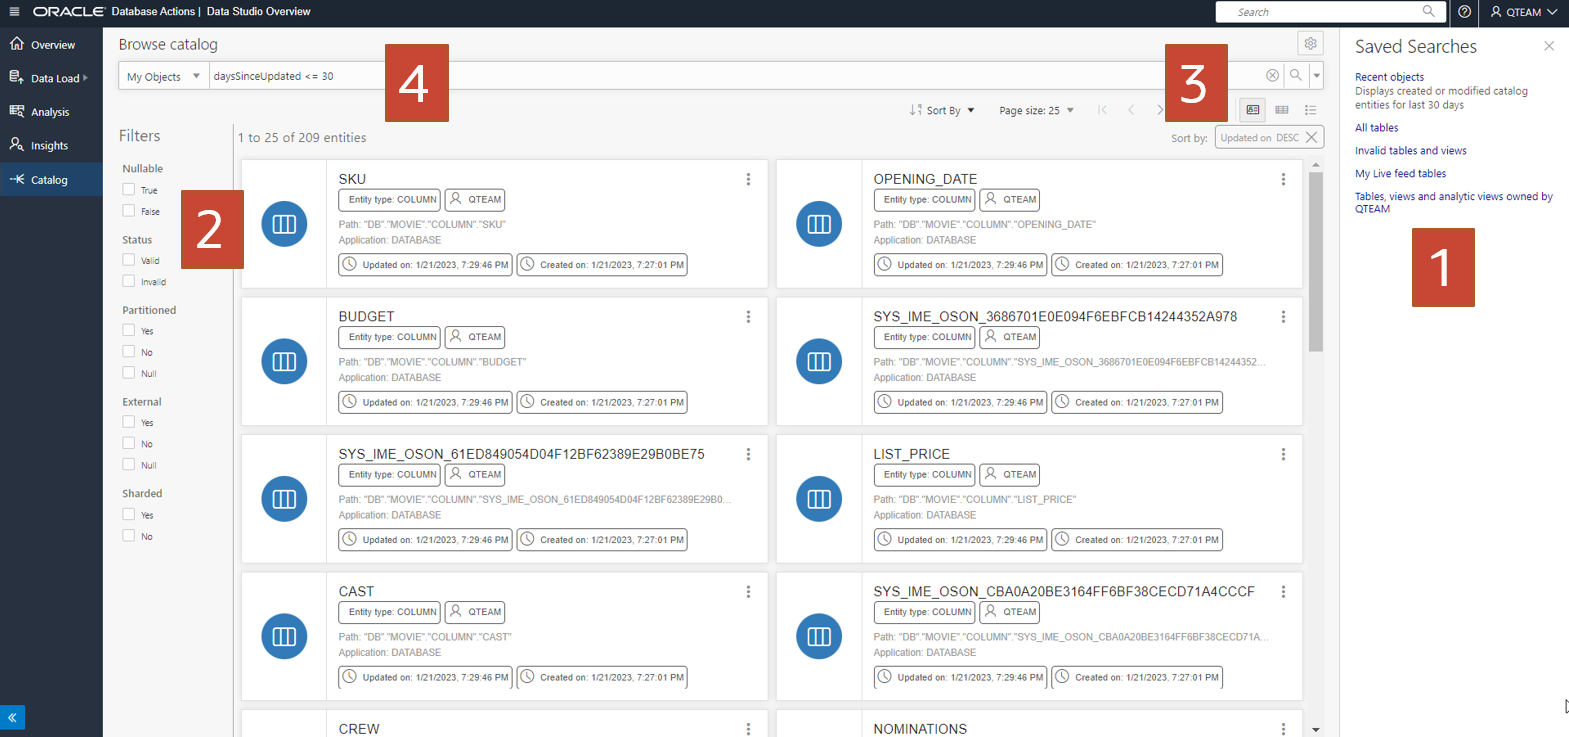 ORACLE Database Actions | Data Studio Overview
Search
QTEAM
Overview
Data Load
Analysis
Insights
Catalog
Browse catalog
My Objects
daysSinceUpdated <= 30
4
3
Sort By
Page size: 25
Filters
1 to 25 of 209 entities
Sort by: Updated on DESC
Nullable
True
False
Status
Valid
Invalid
Partitioned
Yes
No
Null
External
Yes
No
Null
Sharded
Yes
No
2
SKU
Entity type: COLUMN QTEAM
Path: "DB"."MOVIE"."COLUMN"."SKU"
Application: DATABASE
Updated on: 1/21/2023, 7:29:46 PM Created on: 1/21/2023, 7:27:01 PM
OPENING_DATE
Entity type: COLUMN QTEAM
Path: "DB"."MOVIE"."COLUMN"."OPENING_DATE"
Application: DATABASE
Updated on: 1/21/2023, 7:29:46 PM Created on: 1/21/2023, 7:27:01 PM
BUDGET
Entity type: COLUMN QTEAM
Path: "DB"."MOVIE"."COLUMN"."BUDGET"
Application: DATABASE
Updated on: 1/21/2023, 7:29:46 PM Created on: 1/21/2023, 7:27:01 PM
SYS_IME_OSON_3686701E0E094F6EBFCB14244352A978
Entity type: COLUMN QTEAM
Path: "DB"."MOVIE"."COLUMN"."SYS_IME_OSON_3686701E0E094F6EBFCB14244352...
Application: DATABASE
Updated on: 1/21/2023, 7:29:46 PM Created on: 1/21/2023, 7:27:01 PM
SYS_IME_OSON_61ED849054D04F12BF62389E29B0BE75
Entity type: COLUMN QTEAM
Path: "DB"."MOVIE"."COLUMN"."SYS_IME_OSON_61ED849054D04F12BF62389E29B0...
Application: DATABASE
Updated on: 1/21/2023, 7:29:46 PM Created on: 1/21/2023, 7:27:01 PM
LIST_PRICE
Entity type: COLUMN QTEAM
Path: "DB"."MOVIE"."COLUMN"."LIST_PRICE"
Application: DATABASE
Updated on: 1/21/2023, 7:29:46 PM Created on: 1/21/2023, 7:27:01 PM
CAST
Entity type: COLUMN QTEAM
Path: "DB"."MOVIE"."COLUMN"."CAST"
Application: DATABASE
Updated on: 1/21/2023, 7:29:46 PM Created on: 1/21/2023, 7:27:01 PM
SYS_IME_OSON_CBA0A20BE3164FF6BF38CECD71A4CCCF
Entity type: COLUMN QTEAM
Path: "DB"."MOVIE"."COLUMN"."SYS_IME_OSON_CBA0A20BE3164FF6BF38CECD71A...
Application: DATABASE
Updated on: 1/21/2023, 7:29:46 PM Created on: 1/21/2023, 7:27:01 PM
CREW
NOMINATIONS
Saved Searches
Recent objects
Displays created or modified catalog
entities for last 30 days
All tables
Invalid tables and views
My Live feed tables
Tables, views and analytic views owned by
QTEAM
1